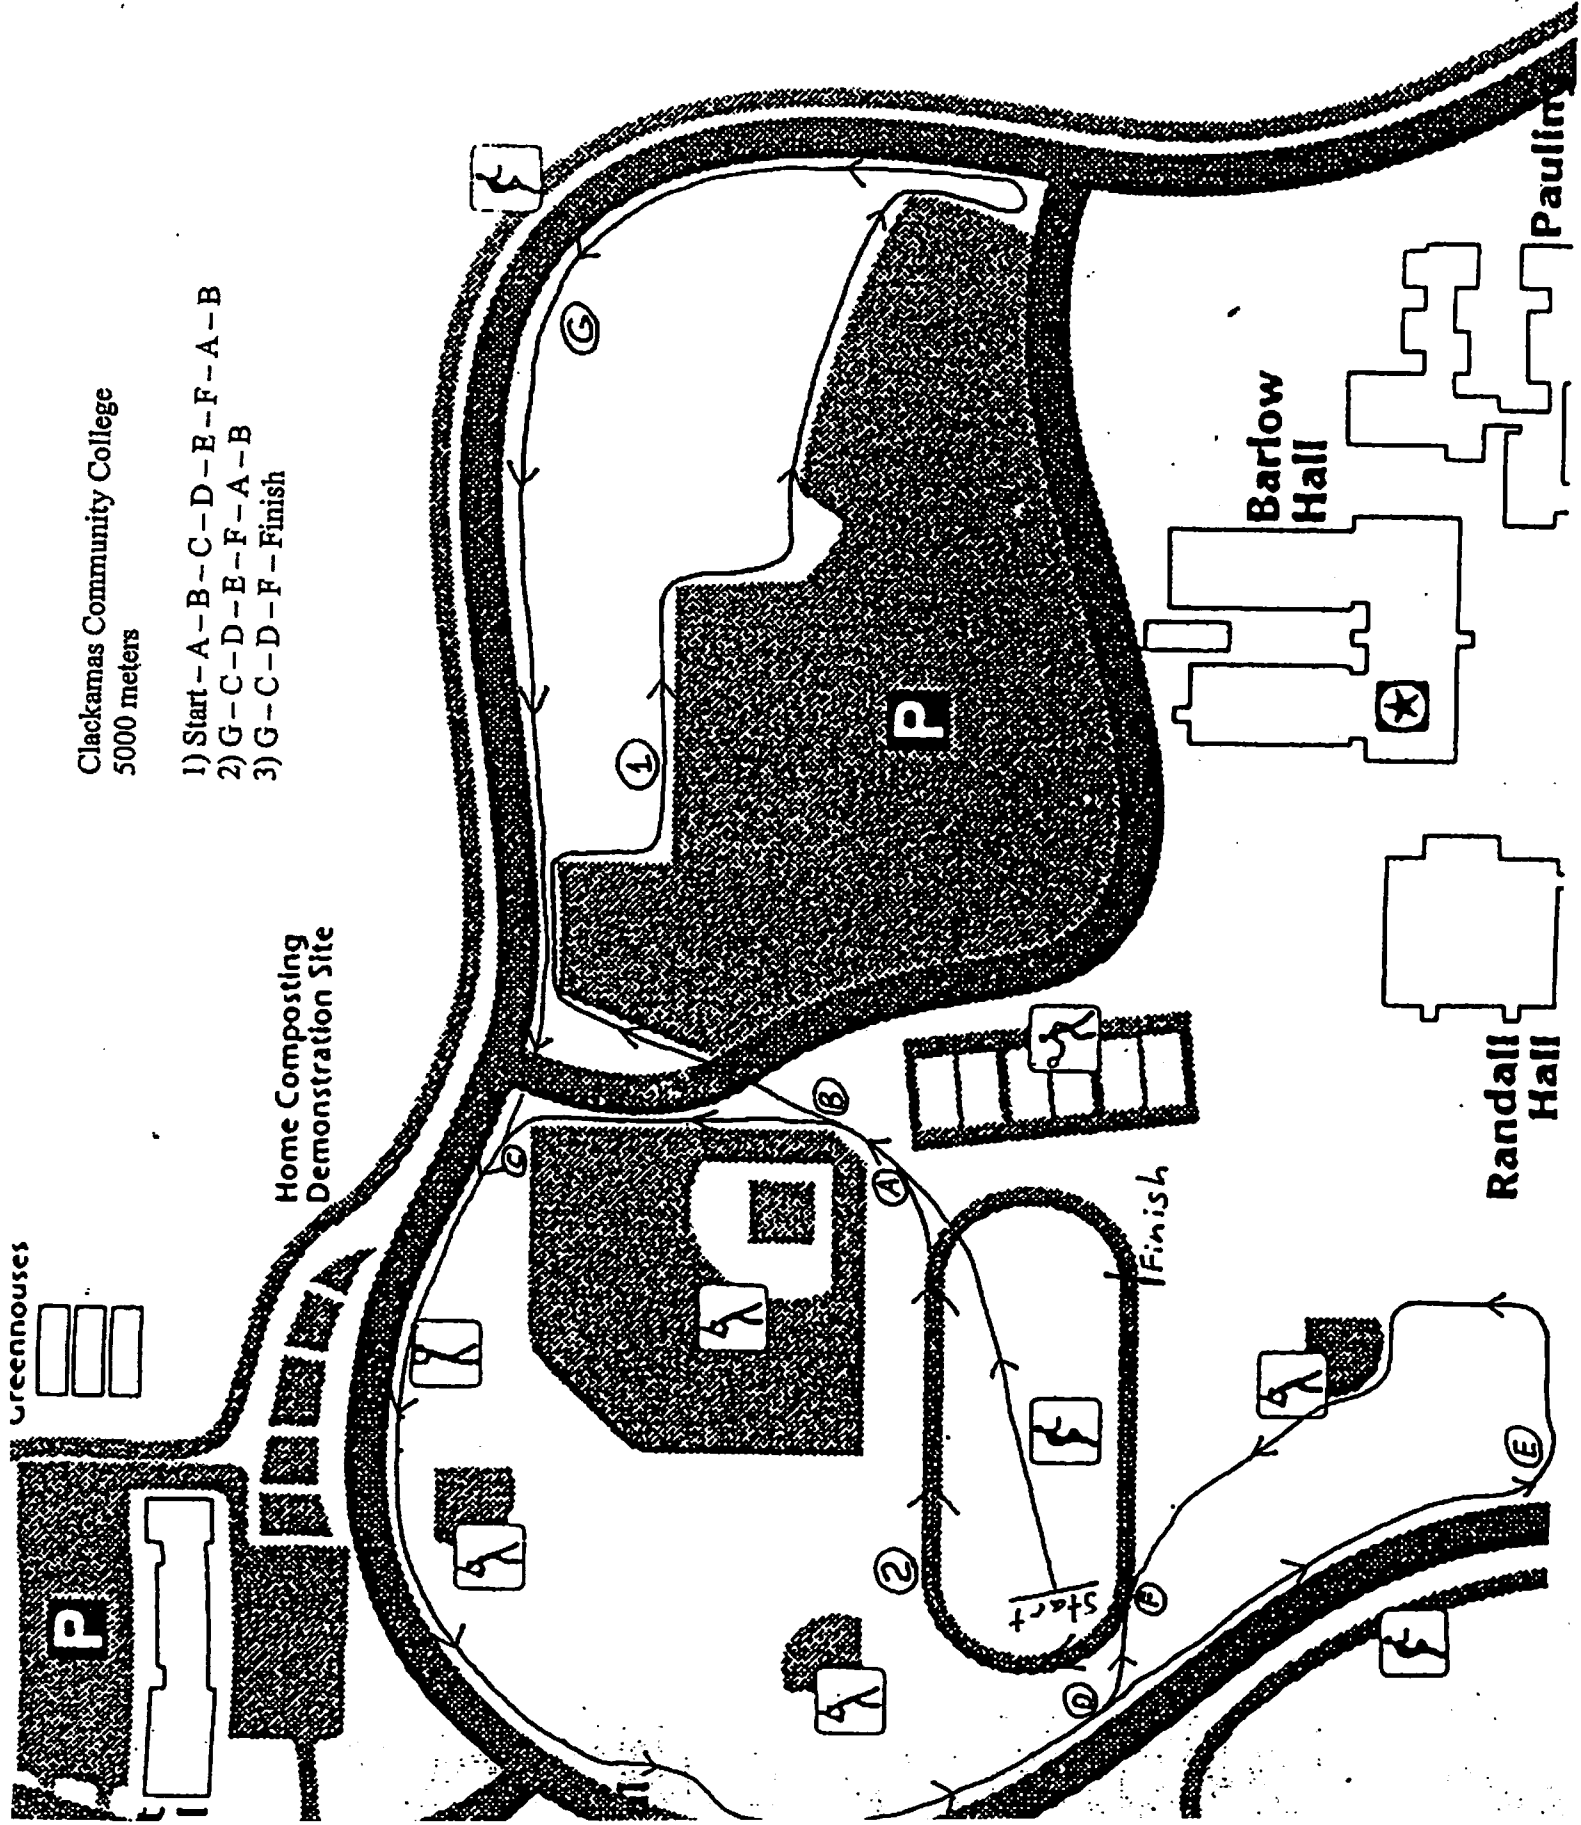 Clackamas Community College
5000 meters
1) Start–A–B–C–D–E–F–A–B
2) G–C–D–E–F–A–B
3) G–C–D–F–Finish
Home Composting
Demonstration Site
Greenhouses
P
G
1
P
C
B
A
2
Start
F
D
E
Finish
Barlow
Hall
Randall
Hall
Paulin